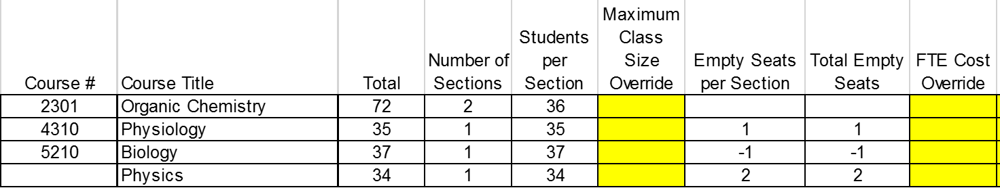 Course # Course Title Total Number of Sections Students per Section Maximum Class Size Override Empty Seats per Section Total Empty Seats FTE Cost Override
2301 Organic Chemistry 72 2 36
4310 Physiology 35 1 35 1 1
5210 Biology 37 1 37 -1 -1
Physics 34 1 34 2 2